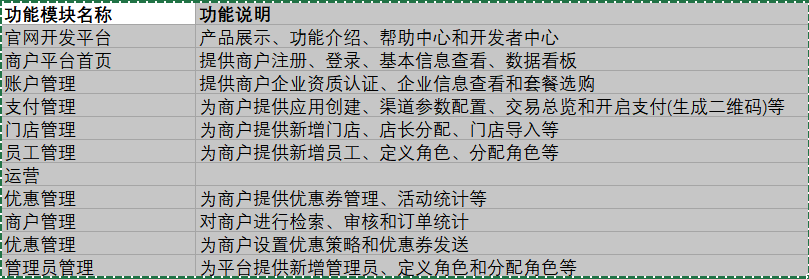 功能模块名称 功能说明
官网开发平台 产品展示、功能介绍、帮助中心和开发者中心
商户平台首页 提供商户注册、登录、基本信息查看、数据看板
账户管理 提供商户企业资质认证、企业信息查看和套餐选购
支付管理 为商户提供应用创建、渠道参数配置、交易总览和开启支付(生成二维码)等
门店管理 为商户提供新增门店、店长分配、门店导入等
员工管理 为商户提供新增员工、定义角色、分配角色等
运营
优惠管理 为商户提供优惠券管理、活动统计等
商户管理 对商户进行检索、审核和订单统计
优惠管理 为商户设置优惠策略和优惠券发送
管理员管理 为平台提供新增管理员、定义角色和分配角色等